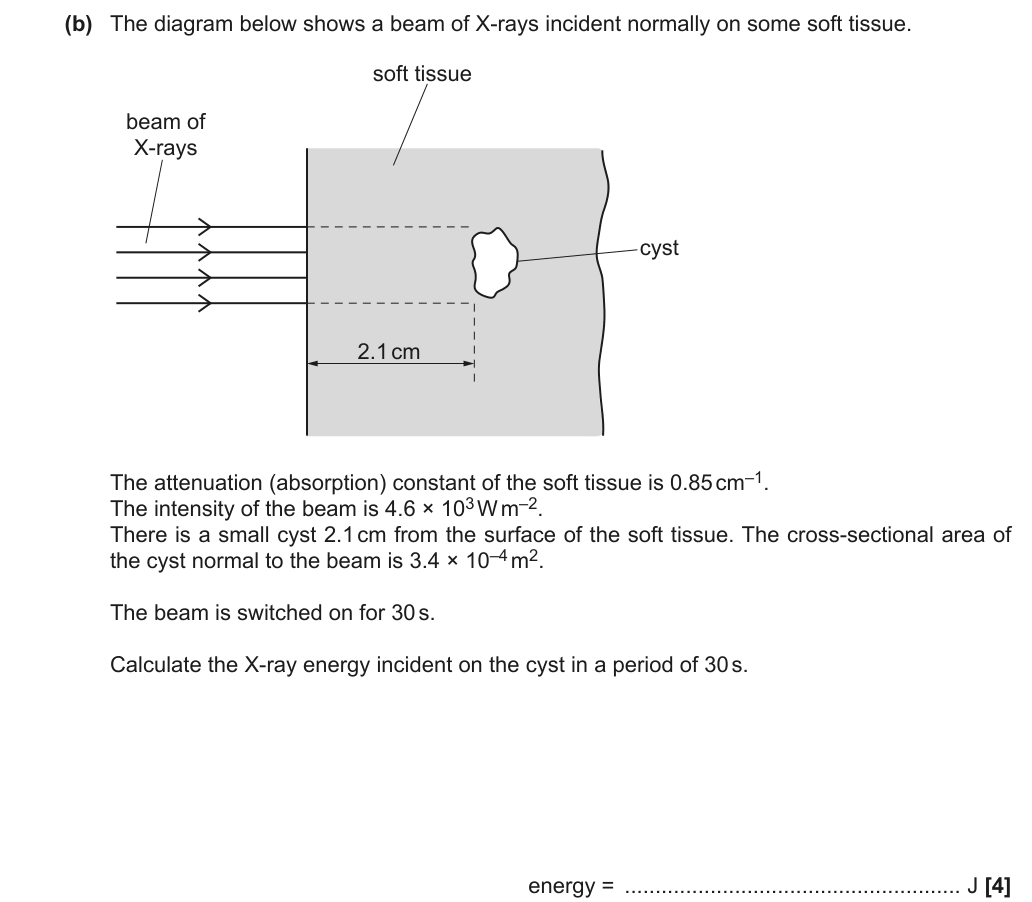 (b) The diagram below shows a beam of X-rays incident normally on some soft tissue.
soft tissue
beam of
X-rays
cyst
2.1 cm
The attenuation (absorption) constant of the soft tissue is 0.85 cm⁻¹.
The intensity of the beam is 4.6 × 10³ W m⁻².
There is a small cyst 2.1 cm from the surface of the soft tissue. The cross-sectional area of
the cyst normal to the beam is 3.4 × 10⁻⁴ m².
The beam is switched on for 30 s.
Calculate the X-ray energy incident on the cyst in a period of 30 s.
energy = ...................................................... J [4]